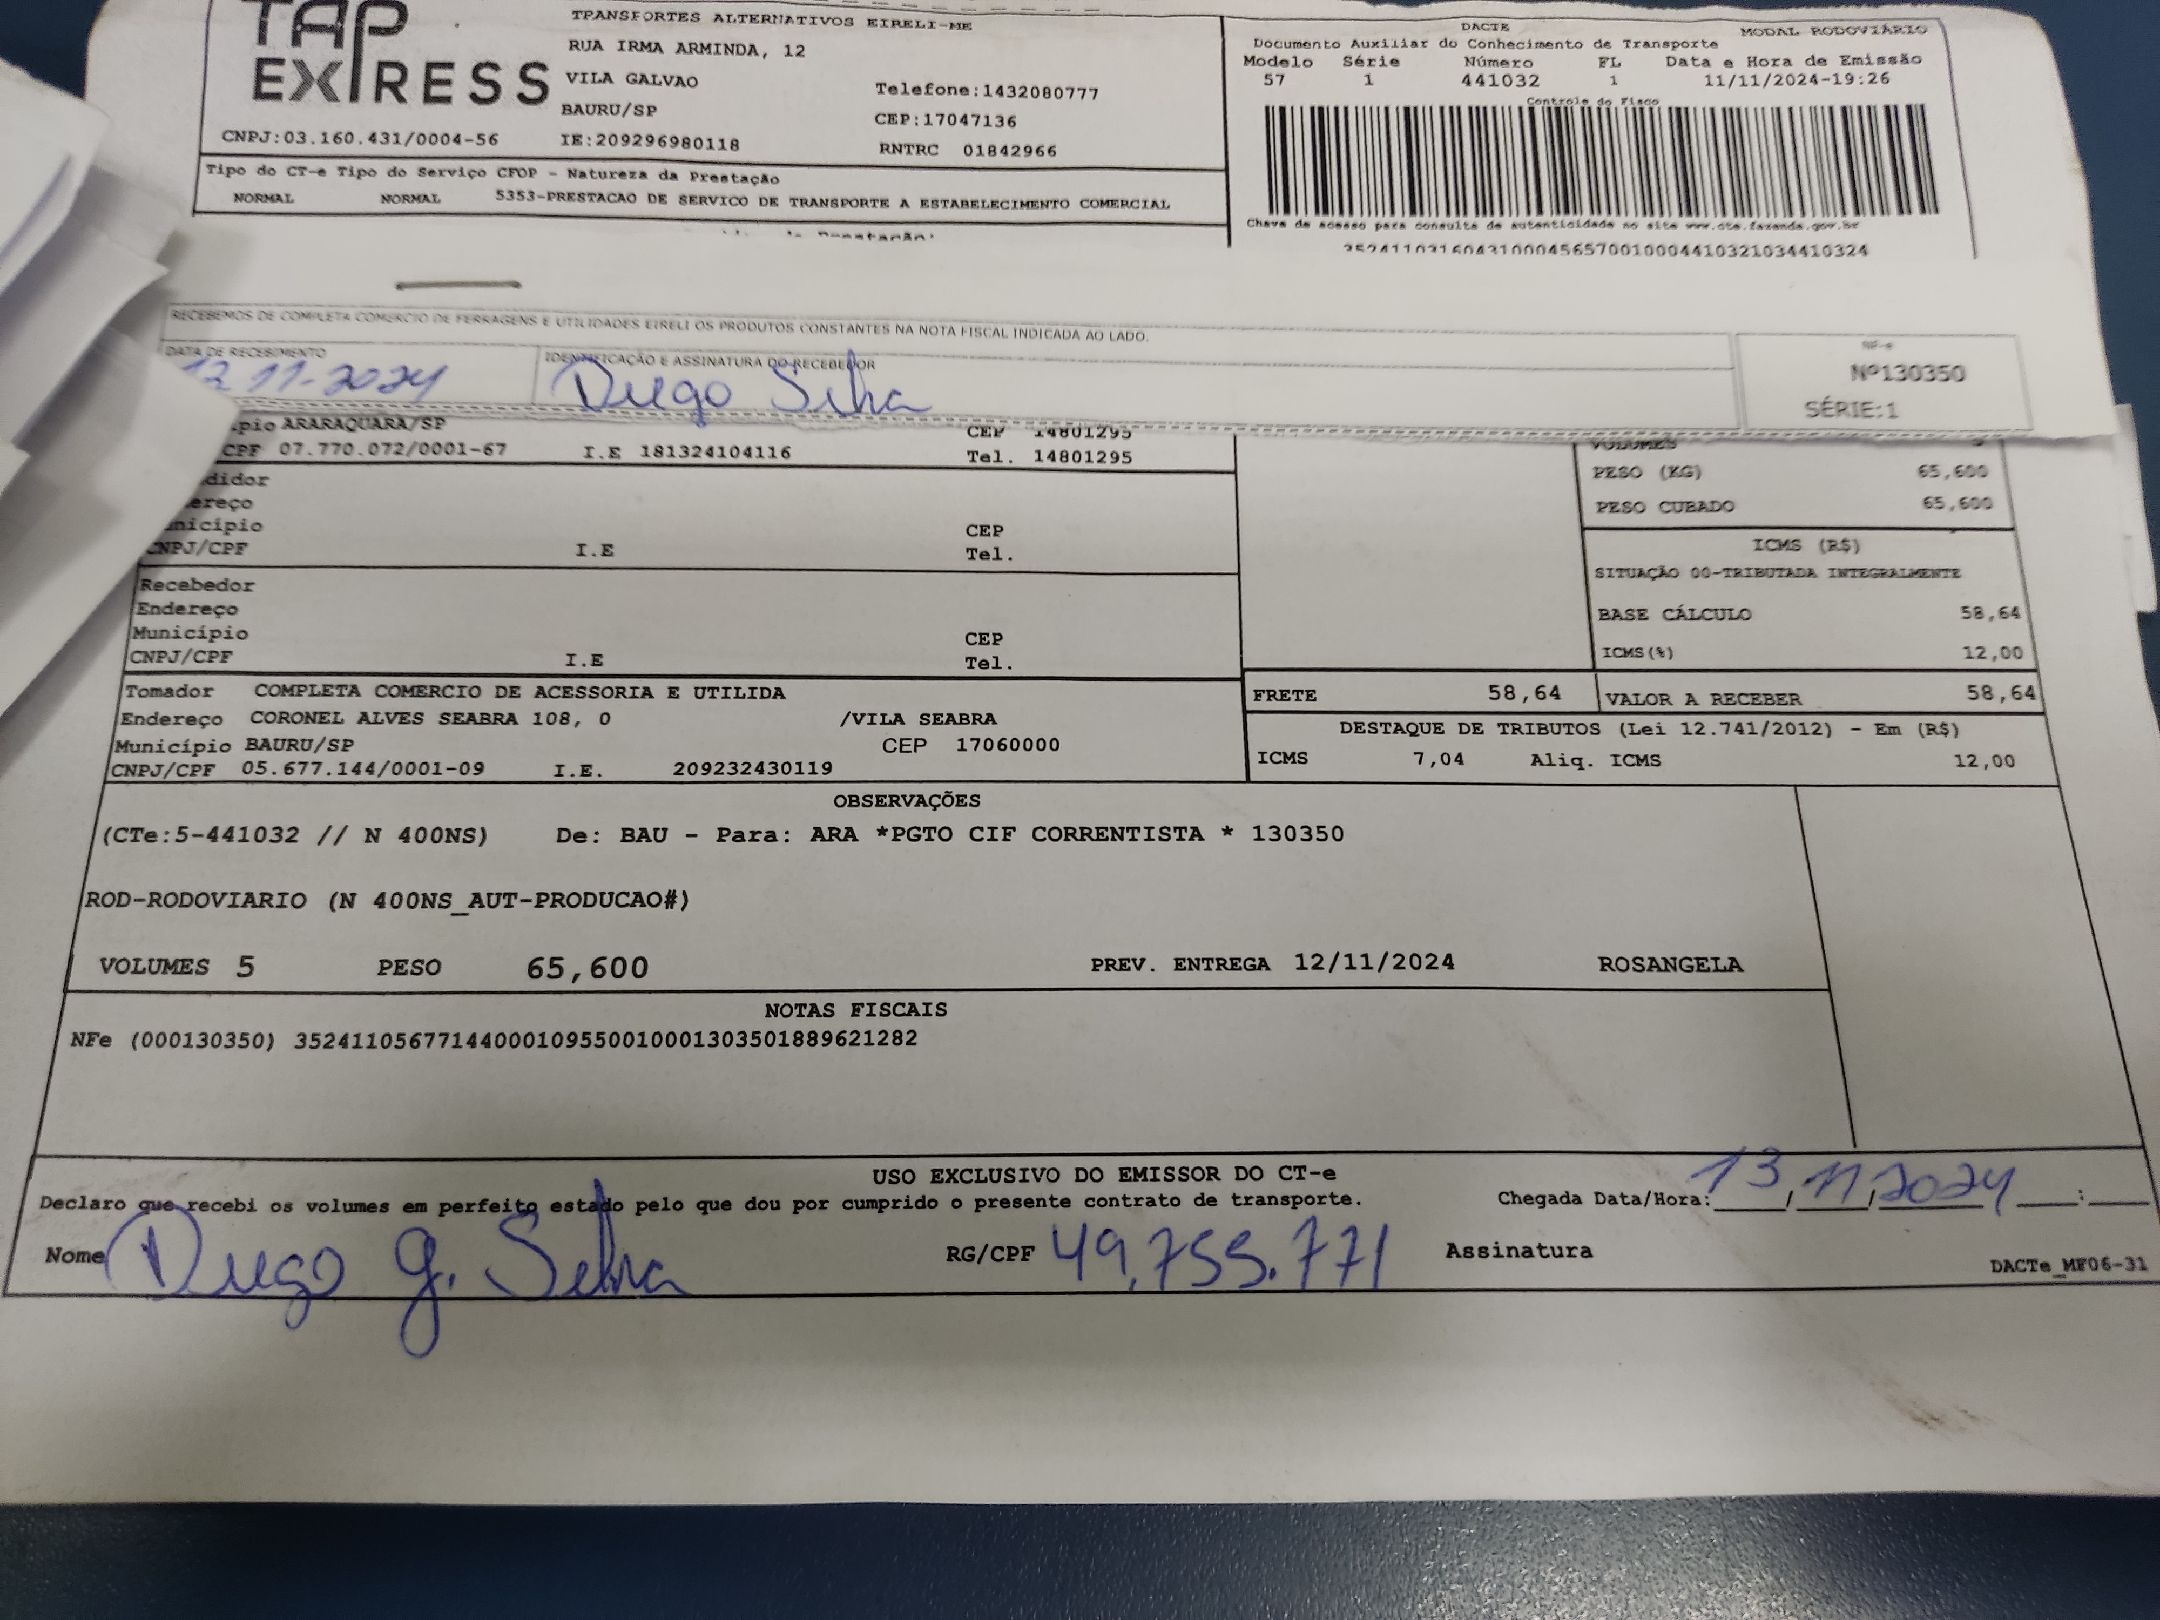 TAP
EXPRESS
TRANSPORTES ALTERNATIVOS EIRELI-ME
RUA IRMA ARMINDA, 12
VILA GALVAO
Telefone:1432080777
BAURU/SP
CEP:17047136
CNPJ:03.160.431/0004-56 IE:209296980118 RNTRC 01842966
DACTE MODAL RODOVIÁRIO
Documento Auxiliar do Conhecimento de Transporte
Modelo Série Número FL Data e Hora de Emissão
57 1 441032 1 11/11/2024-19:26
Controle do Fisco
Tipo do CT-e Tipo do Serviço CFOP - Natureza da Prestação
NORMAL NORMAL 5353-PRESTACAO DE SERVICO DE TRANSPORTE A ESTABELECIMENTO COMERCIAL
Chave de acesso para consulta de autenticidade no site www.cte.fazenda.gov.br
35241103160431000456570010004410321034410324
RECEBEMOS DE COMPLETA COMERCIO DE FERRAGENS E UTILIDADES EIRELI OS PRODUTOS CONSTANTES NA NOTA FISCAL INDICADA AO LADO.
DATA DE RECEBIMENTO IDENTIFICAÇÃO E ASSINATURA DO RECEBEDOR
12 11-2024 Diego Silva
NF-e
Nº130350
SÉRIE:1
ARARAQUARA/SP CEP 14801295
CPF 07.770.072/0001-67 I.E 181324104116 Tel. 14801295
VOLUMES
PESO (KG) 65,600
PESO CUBADO 65,600
didor
ereço
nicípio CEP
CNPJ/CPF I.E Tel.
ICMS (R$)
SITUAÇÃO 00-TRIBUTADA INTEGRALMENTE
BASE CÁLCULO 58,64
ICMS(%) 12,00
Recebedor
Endereço
Município CEP
CNPJ/CPF I.E Tel.
FRETE 58,64 VALOR A RECEBER 58,64
Tomador COMPLETA COMERCIO DE ACESSORIA E UTILIDA
Endereço CORONEL ALVES SEABRA 108, 0 /VILA SEABRA
Município BAURU/SP CEP 17060000
CNPJ/CPF 05.677.144/0001-09 I.E. 209232430119
DESTAQUE DE TRIBUTOS (Lei 12.741/2012) - Em (R$)
ICMS 7,04 Aliq. ICMS 12,00
OBSERVAÇÕES
(CTe:5-441032 // N 400NS) De: BAU - Para: ARA *PGTO CIF CORRENTISTA * 130350
ROD-RODOVIARIO (N 400NS_AUT-PRODUCAO#)
VOLUMES 5 PESO 65,600 PREV. ENTREGA 12/11/2024 ROSANGELA
NOTAS FISCAIS
NFe (000130350) 35241105677144000109550010001303501889621282
USO EXCLUSIVO DO EMISSOR DO CT-e
Declaro que recebi os volumes em perfeito estado pelo que dou por cumprido o presente contrato de transporte. Chegada Data/Hora: 13/11/2024 :
Nome Diego G. Silva RG/CPF 49.755.771 Assinatura
DACTe_MF06-31